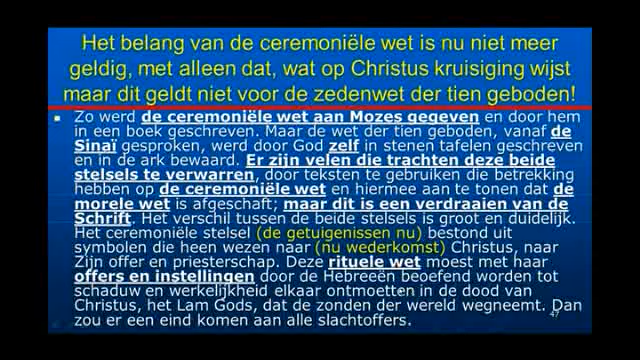 Het belang van de ceremoniële wet is nu niet meer
geldig, met alleen dat, wat op Christus kruisiging wijst
maar dit geldt niet voor de zedenwet der tien geboden!
Zo werd de ceremoniële wet aan Mozes gegeven en door hem
in een boek geschreven. Maar de wet der tien geboden, vanaf de
Sinaï gesproken, werd door God zelf in stenen tafelen geschreven
en in de ark bewaard. Er zijn velen die trachten deze beide
stelsels te verwarren, door teksten te gebruiken die betrekking
hebben op de ceremoniële wet en hiermee aan te tonen dat de
morele wet is afgeschaft; maar dit is een verdraaien van de
Schrift. Het verschil tussen de beide stelsels is groot en duidelijk.
Het ceremoniële stelsel (de getuigenissen nu) bestond uit
symbolen die heen wezen naar (nu wederkomst) Christus, naar
Zijn offer en priesterschap. Deze rituele wet moest met haar
offers en instellingen door de Hebreeën beoefend worden tot
schaduw en werkelijkheid elkaar ontmoetten in de dood van
Christus, het Lam Gods, dat de zonden der wereld wegneemt. Dan
zou er een eind komen aan alle slachtoffers.
47